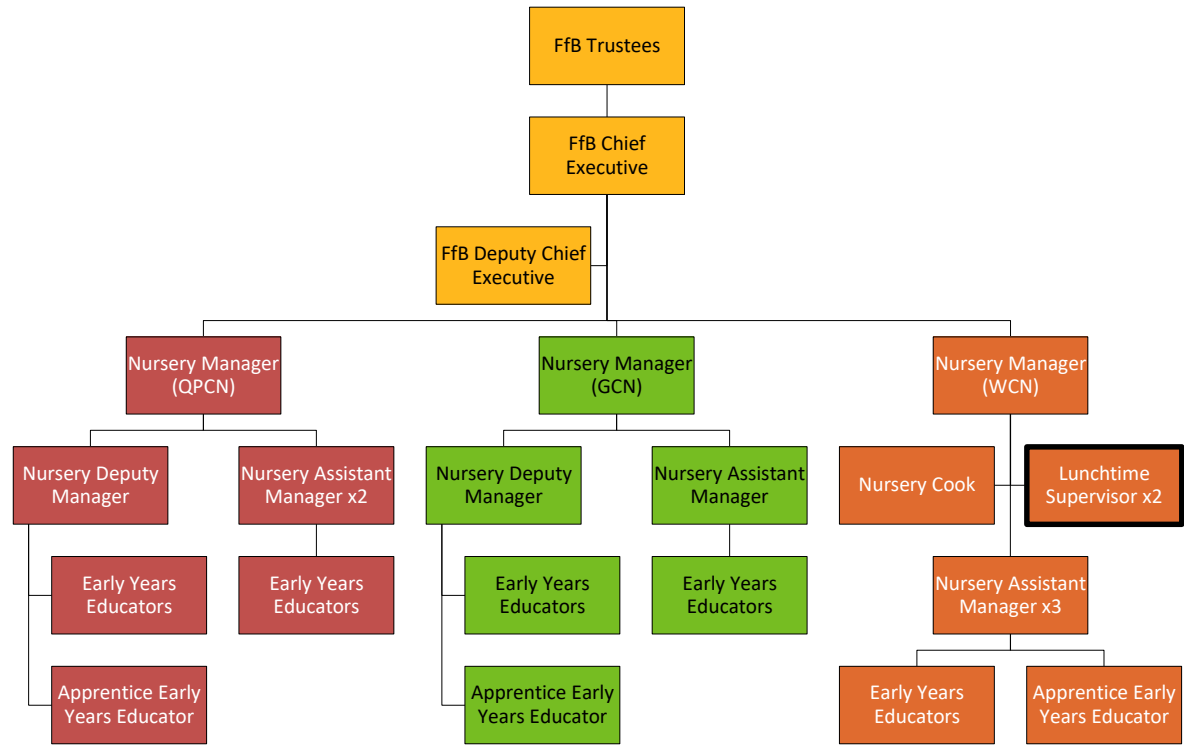 FfB Trustees
FfB Chief
Executive
FfB Deputy Chief
Executive
Nursery Manager
(QPCN)
Nursery Manager
(GCN)
Nursery Manager
(WCN)
Nursery Deputy
Manager
Nursery Assistant
Manager x2
Nursery Deputy
Manager
Nursery Assistant
Manager
Nursery Cook
Lunchtime
Supervisor x2
Early Years
Educators
Early Years
Educators
Early Years
Educators
Early Years
Educators
Nursery Assistant
Manager x3
Apprentice Early
Years Educator
Apprentice Early
Years Educator
Early Years
Educators
Apprentice Early
Years Educator